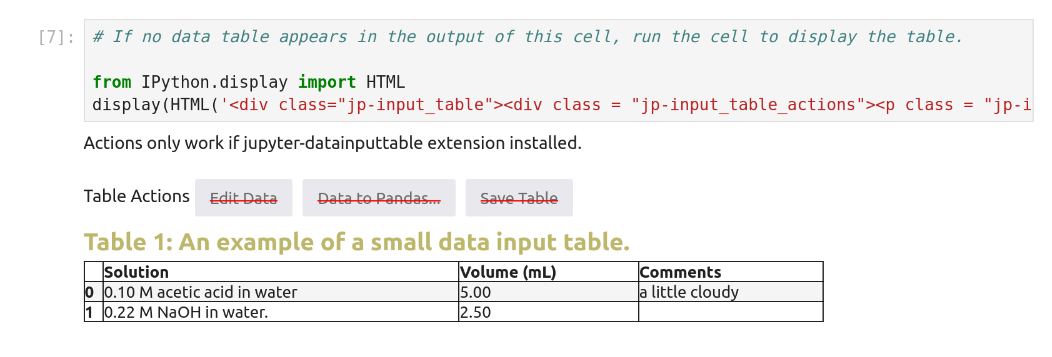 [7]: # If no data table appears in the output of this cell, run the cell to display the table.
from IPython.display import HTML
display(HTML('<div class="jp-input_table"><div class = "jp-input_table_actions"><p class = "jp-i
Actions only work if jupyter-datainputtable extension installed.
Table Actions Edit Data Data to Pandas... Save Table
Table 1: An example of a small data input table.
Solution Volume (mL) Comments
0 0.10 M acetic acid in water 5.00 a little cloudy
1 0.22 M NaOH in water. 2.50